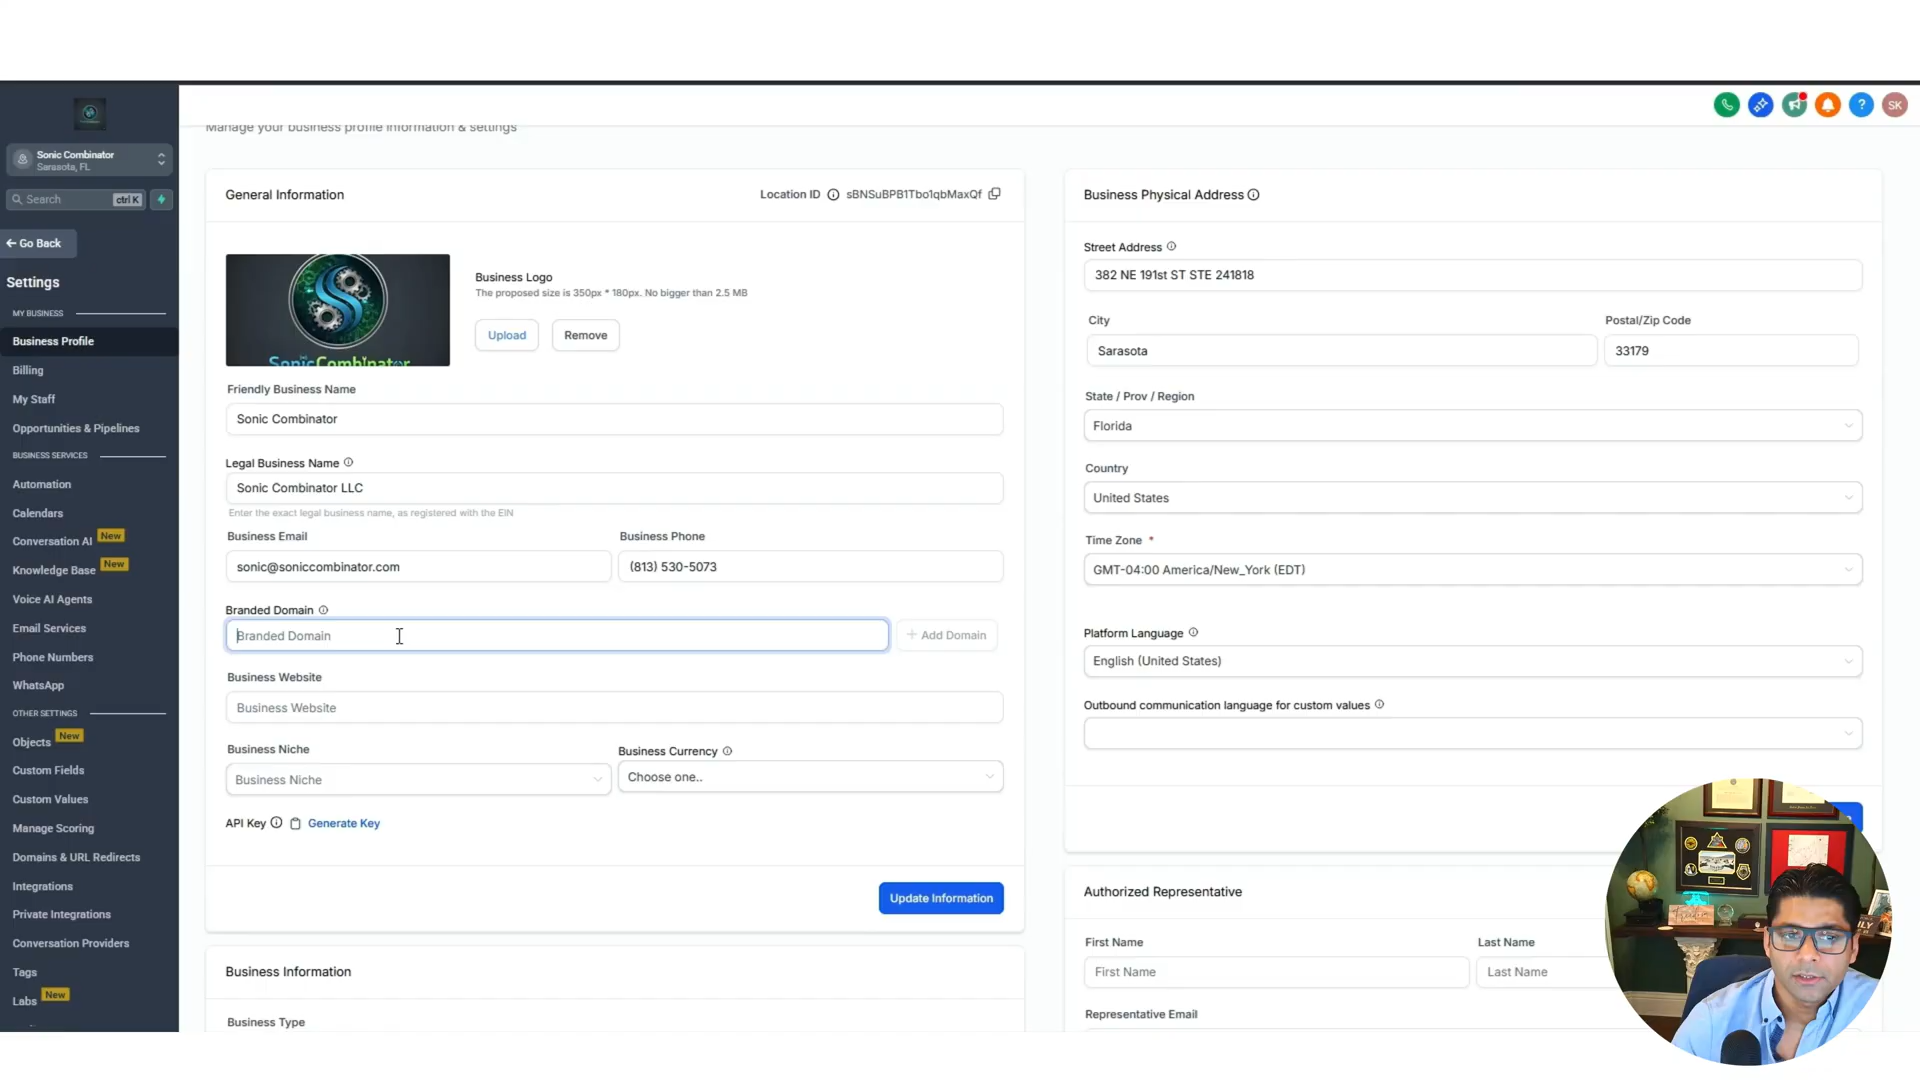 Sonic Combinator
Sarasota, FL
Search
ctrl K
Go Back
Settings
MY BUSINESS
Business Profile
Billing
My Staff
Opportunities & Pipelines
BUSINESS SERVICES
Automation
Calendars
Conversation AI New
Knowledge Base New
Voice AI Agents
Email Services
Phone Numbers
WhatsApp
OTHER SETTINGS
Objects New
Custom Fields
Custom Values
Manage Scoring
Domains & URL Redirects
Integrations
Private Integrations
Conversation Providers
Tags
Labs New
SK
Manage your business profile information & settings
General Information
Location ID sBNSuBPB1Tbo1qbMaxQf
SonicCombinator
Business Logo
The proposed size is 350px * 180px. No bigger than 2.5 MB
Upload
Remove
Friendly Business Name
Sonic Combinator
Legal Business Name
Sonic Combinator LLC
Enter the exact legal business name, as registered with the EIN
Business Email
Business Phone
sonic@soniccombinator.com
(813) 530-5073
Branded Domain
Branded Domain
+ Add Domain
Business Website
Business Website
Business Niche
Business Currency
Business Niche
Choose one..
API Key
Generate Key
Update Information
Business Information
Business Type
Business Physical Address
Street Address
382 NE 191st ST STE 241818
City
Postal/Zip Code
Sarasota
33179
State / Prov / Region
Florida
Country
United States
Time Zone *
GMT-04:00 America/New_York (EDT)
Platform Language
English (United States)
Outbound communication language for custom values
Authorized Representative
First Name
Last Name
First Name
Last Name
Representative Email